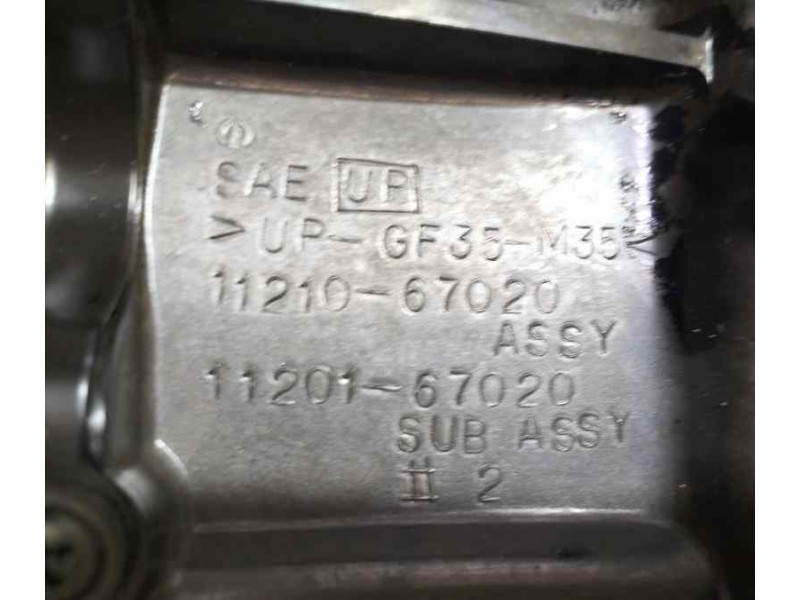 SAE UP
>UP-GF35-M35<
11210-67020
ASSY
11201-67020
SUB ASSY
#2